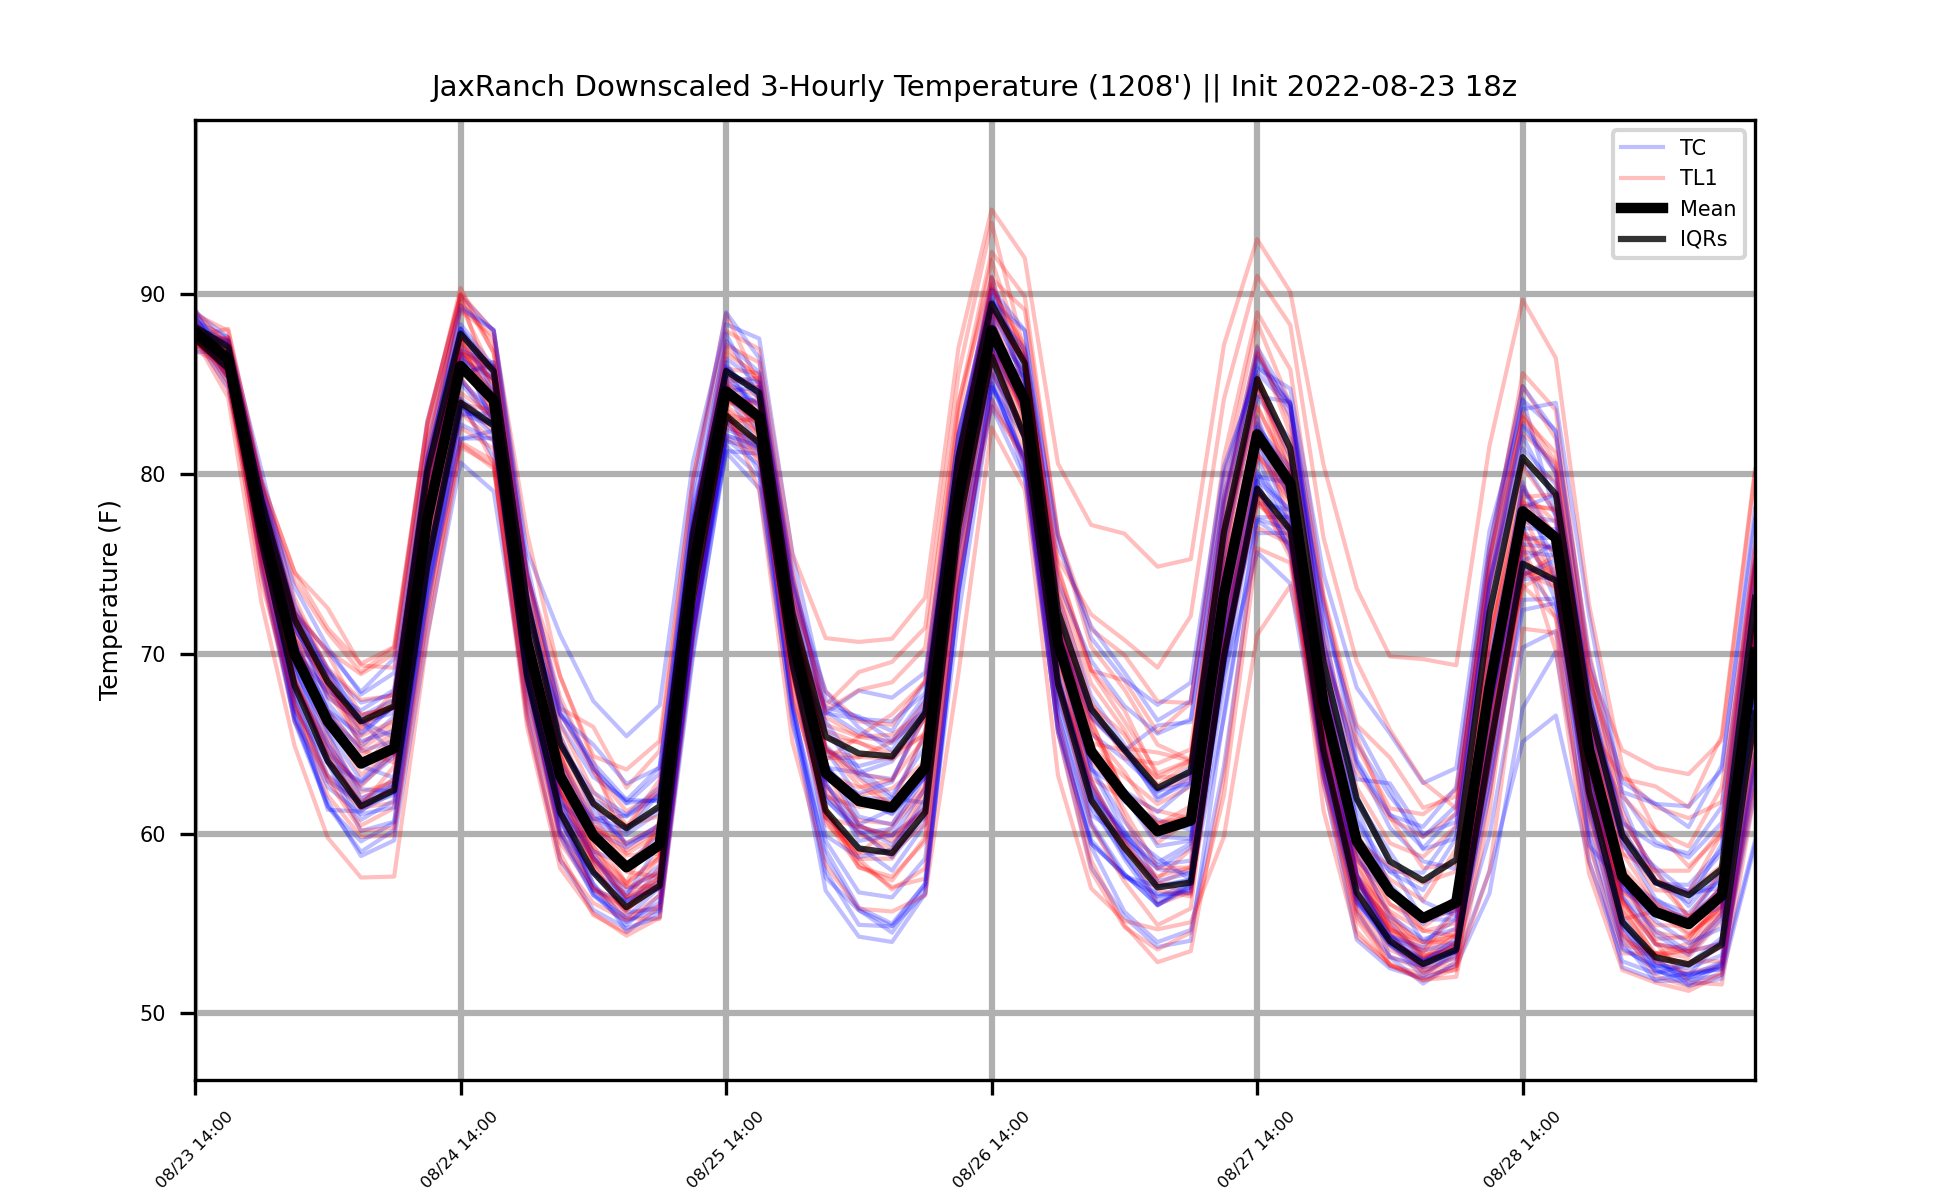 JaxRanch Downscaled 3-Hourly Temperature (1208') || Init 2022-08-23 18z
TC
TL1
Mean
IQRs
Temperature (F)
90
80
70
60
50
08/23 14:00
08/24 14:00
08/25 14:00
08/26 14:00
08/27 14:00
08/28 14:00